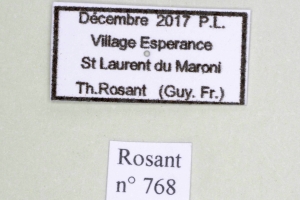 Décembre 2017 P.L.
Village Esperance
St Laurent du Maroni
Th.Rosant (Guy. Fr.)
Rosant
n° 768